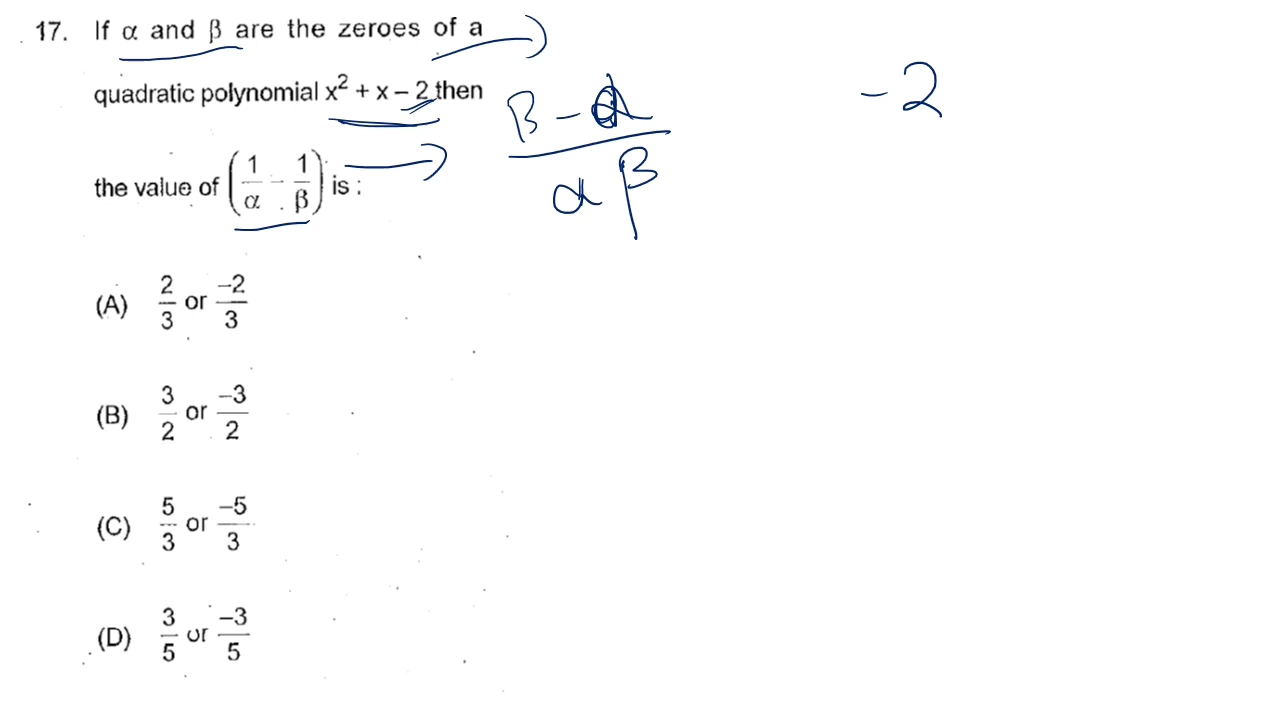 17. If α and β are the zeroes of a
quadratic polynomial x² + x – 2 then
the value of (1/α – 1/β) is :
(A) 2/3 or –2/3
(B) 3/2 or –3/2
(C) 5/3 or –5/3
(D) 3/5 or –3/5
β – α
α β
–2